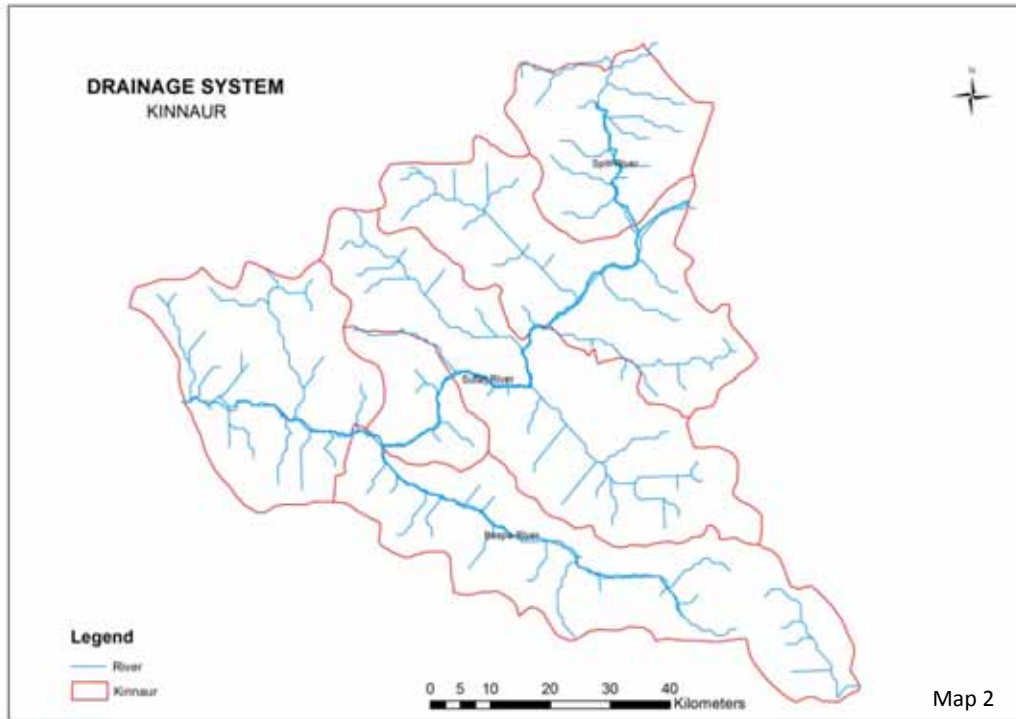 DRAINAGE SYSTEM
KINNAUR
N
Spiti River
Sutlej River
Baspa River
Legend
River
Kinnaur
0 5 10 20 30 40
Kilometers
Map 2